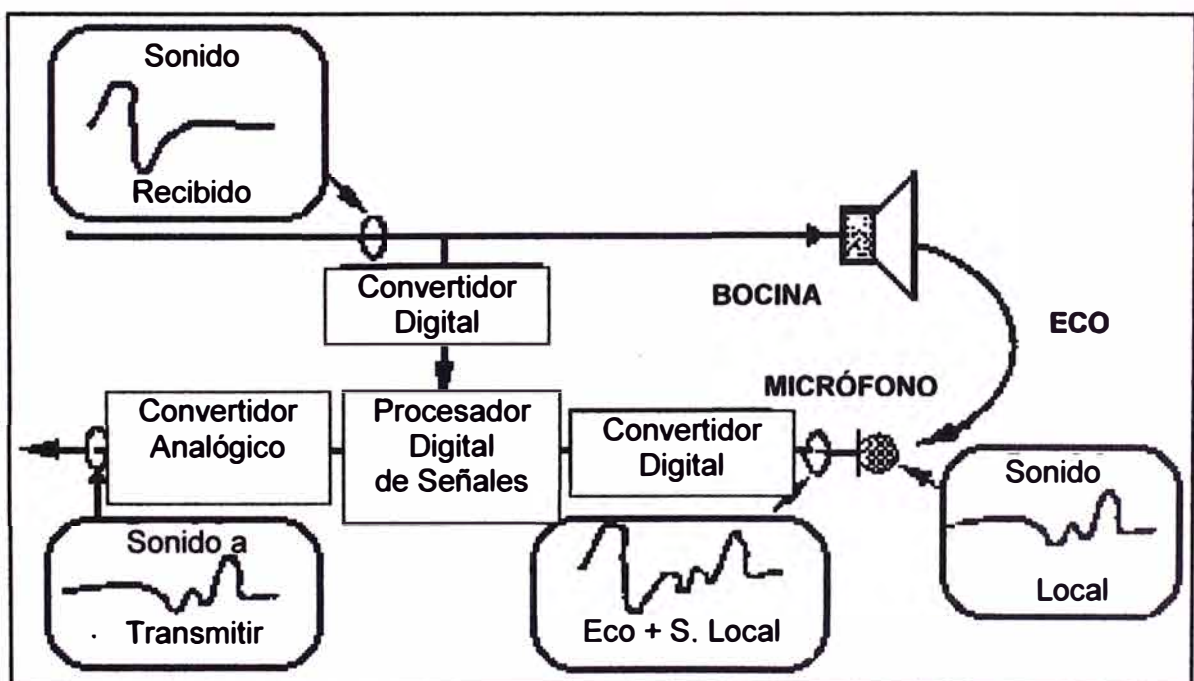 Sonido
Recibido
Convertidor
Digital
BOCINA
ECO
MICRÓFONO
Convertidor
Analógico
Procesador
Digital
de Señales
Convertidor
Digital
Sonido
Local
Sonido a
Transmitir
Eco + S. Local